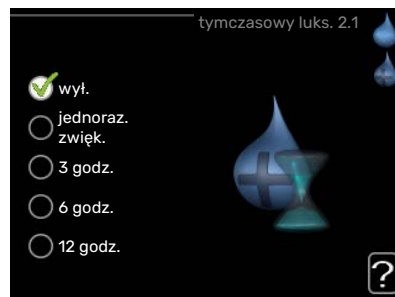 tymczasowy luks. 2.1
wył.
jednoraz.
zwięk.
3 godz.
6 godz.
12 godz.
?